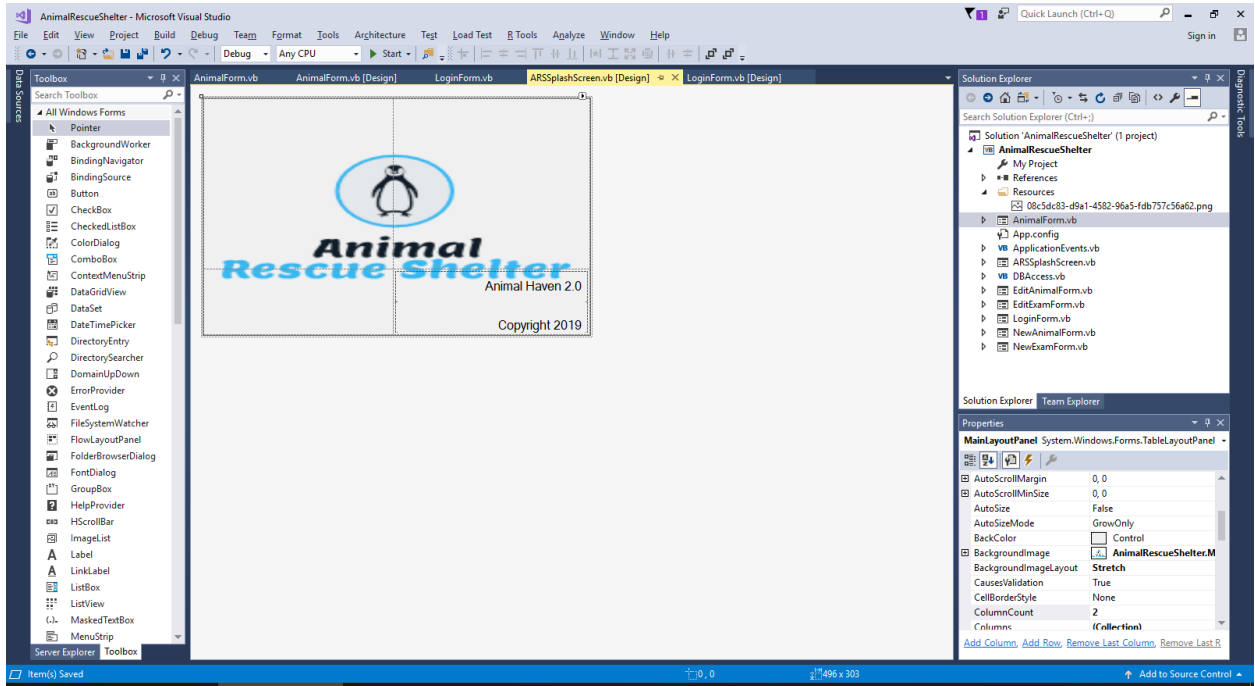 AnimalRescueShelter - Microsoft Visual Studio
1
Quick Launch (Ctrl+Q)
File Edit View Project Build Debug Team Format Tools Architecture Test Load Test R Tools Analyze Window Help
Sign in
Debug Any CPU Start
Data Sources
Toolbox
Search Toolbox
All Windows Forms
Pointer
BackgroundWorker
BindingNavigator
BindingSource
Button
CheckBox
CheckedListBox
ColorDialog
ComboBox
ContextMenuStrip
DataGridView
DataSet
DateTimePicker
DirectoryEntry
DirectorySearcher
DomainUpDown
ErrorProvider
EventLog
FileSystemWatcher
FlowLayoutPanel
FolderBrowserDialog
FontDialog
GroupBox
HelpProvider
HScrollBar
ImageList
Label
LinkLabel
ListBox
ListView
MaskedTextBox
MenuStrip
Server Explorer Toolbox
AnimalForm.vb AnimalForm.vb [Design] LoginForm.vb ARSSplashScreen.vb [Design] LoginForm.vb [Design]
Animal
Rescue Shelter
Animal Haven 2.0
Copyright 2019
Solution Explorer
Search Solution Explorer (Ctrl+;)
Solution 'AnimalRescueShelter' (1 project)
VB AnimalRescueShelter
My Project
References
Resources
08c5dc83-d9a1-4582-96a5-fdb757c56a62.png
AnimalForm.vb
App.config
VB ApplicationEvents.vb
ARSSplashScreen.vb
VB DBAccess.vb
EditAnimalForm.vb
EditExamForm.vb
LoginForm.vb
NewAnimalForm.vb
NewExamForm.vb
Solution Explorer Team Explorer
Properties
MainLayoutPanel System.Windows.Forms.TableLayoutPanel
AutoScrollMargin 0, 0
AutoScrollMinSize 0, 0
AutoSize False
AutoSizeMode GrowOnly
BackColor Control
BackgroundImage AnimalRescueShelter.M
BackgroundImageLayout Stretch
CausesValidation True
CellBorderStyle None
ColumnCount 2
Columns (Collection)
Add Column, Add Row, Remove Last Column, Remove Last R
Diagnostic Tools
Item(s) Saved 0 , 0 496 x 303 Add to Source Control